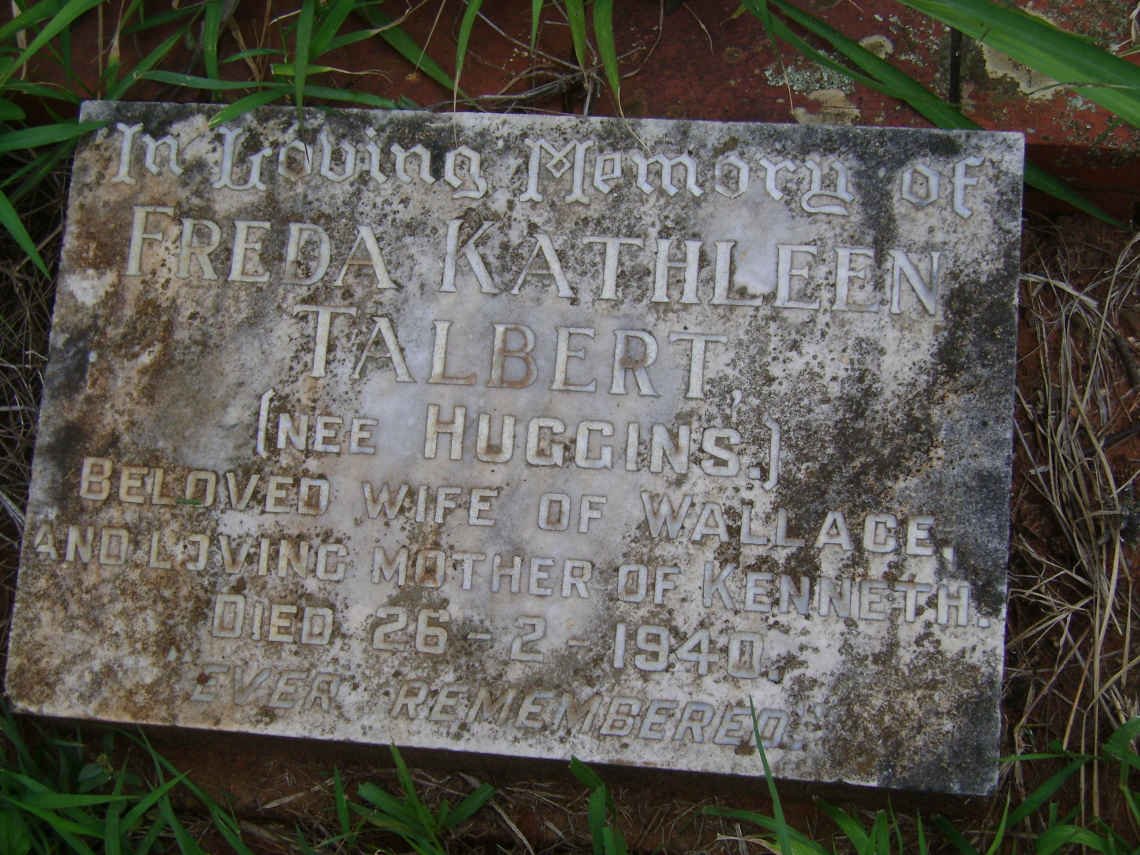 In Loving Memory of
FREDA KATHLEEN
TALBERT,
(NEE HUGGINS.)
BELOVED WIFE OF WALLACE,
AND LOVING MOTHER OF KENNETH.
DIED 26-2-1940,
EVER REMEMBERED.